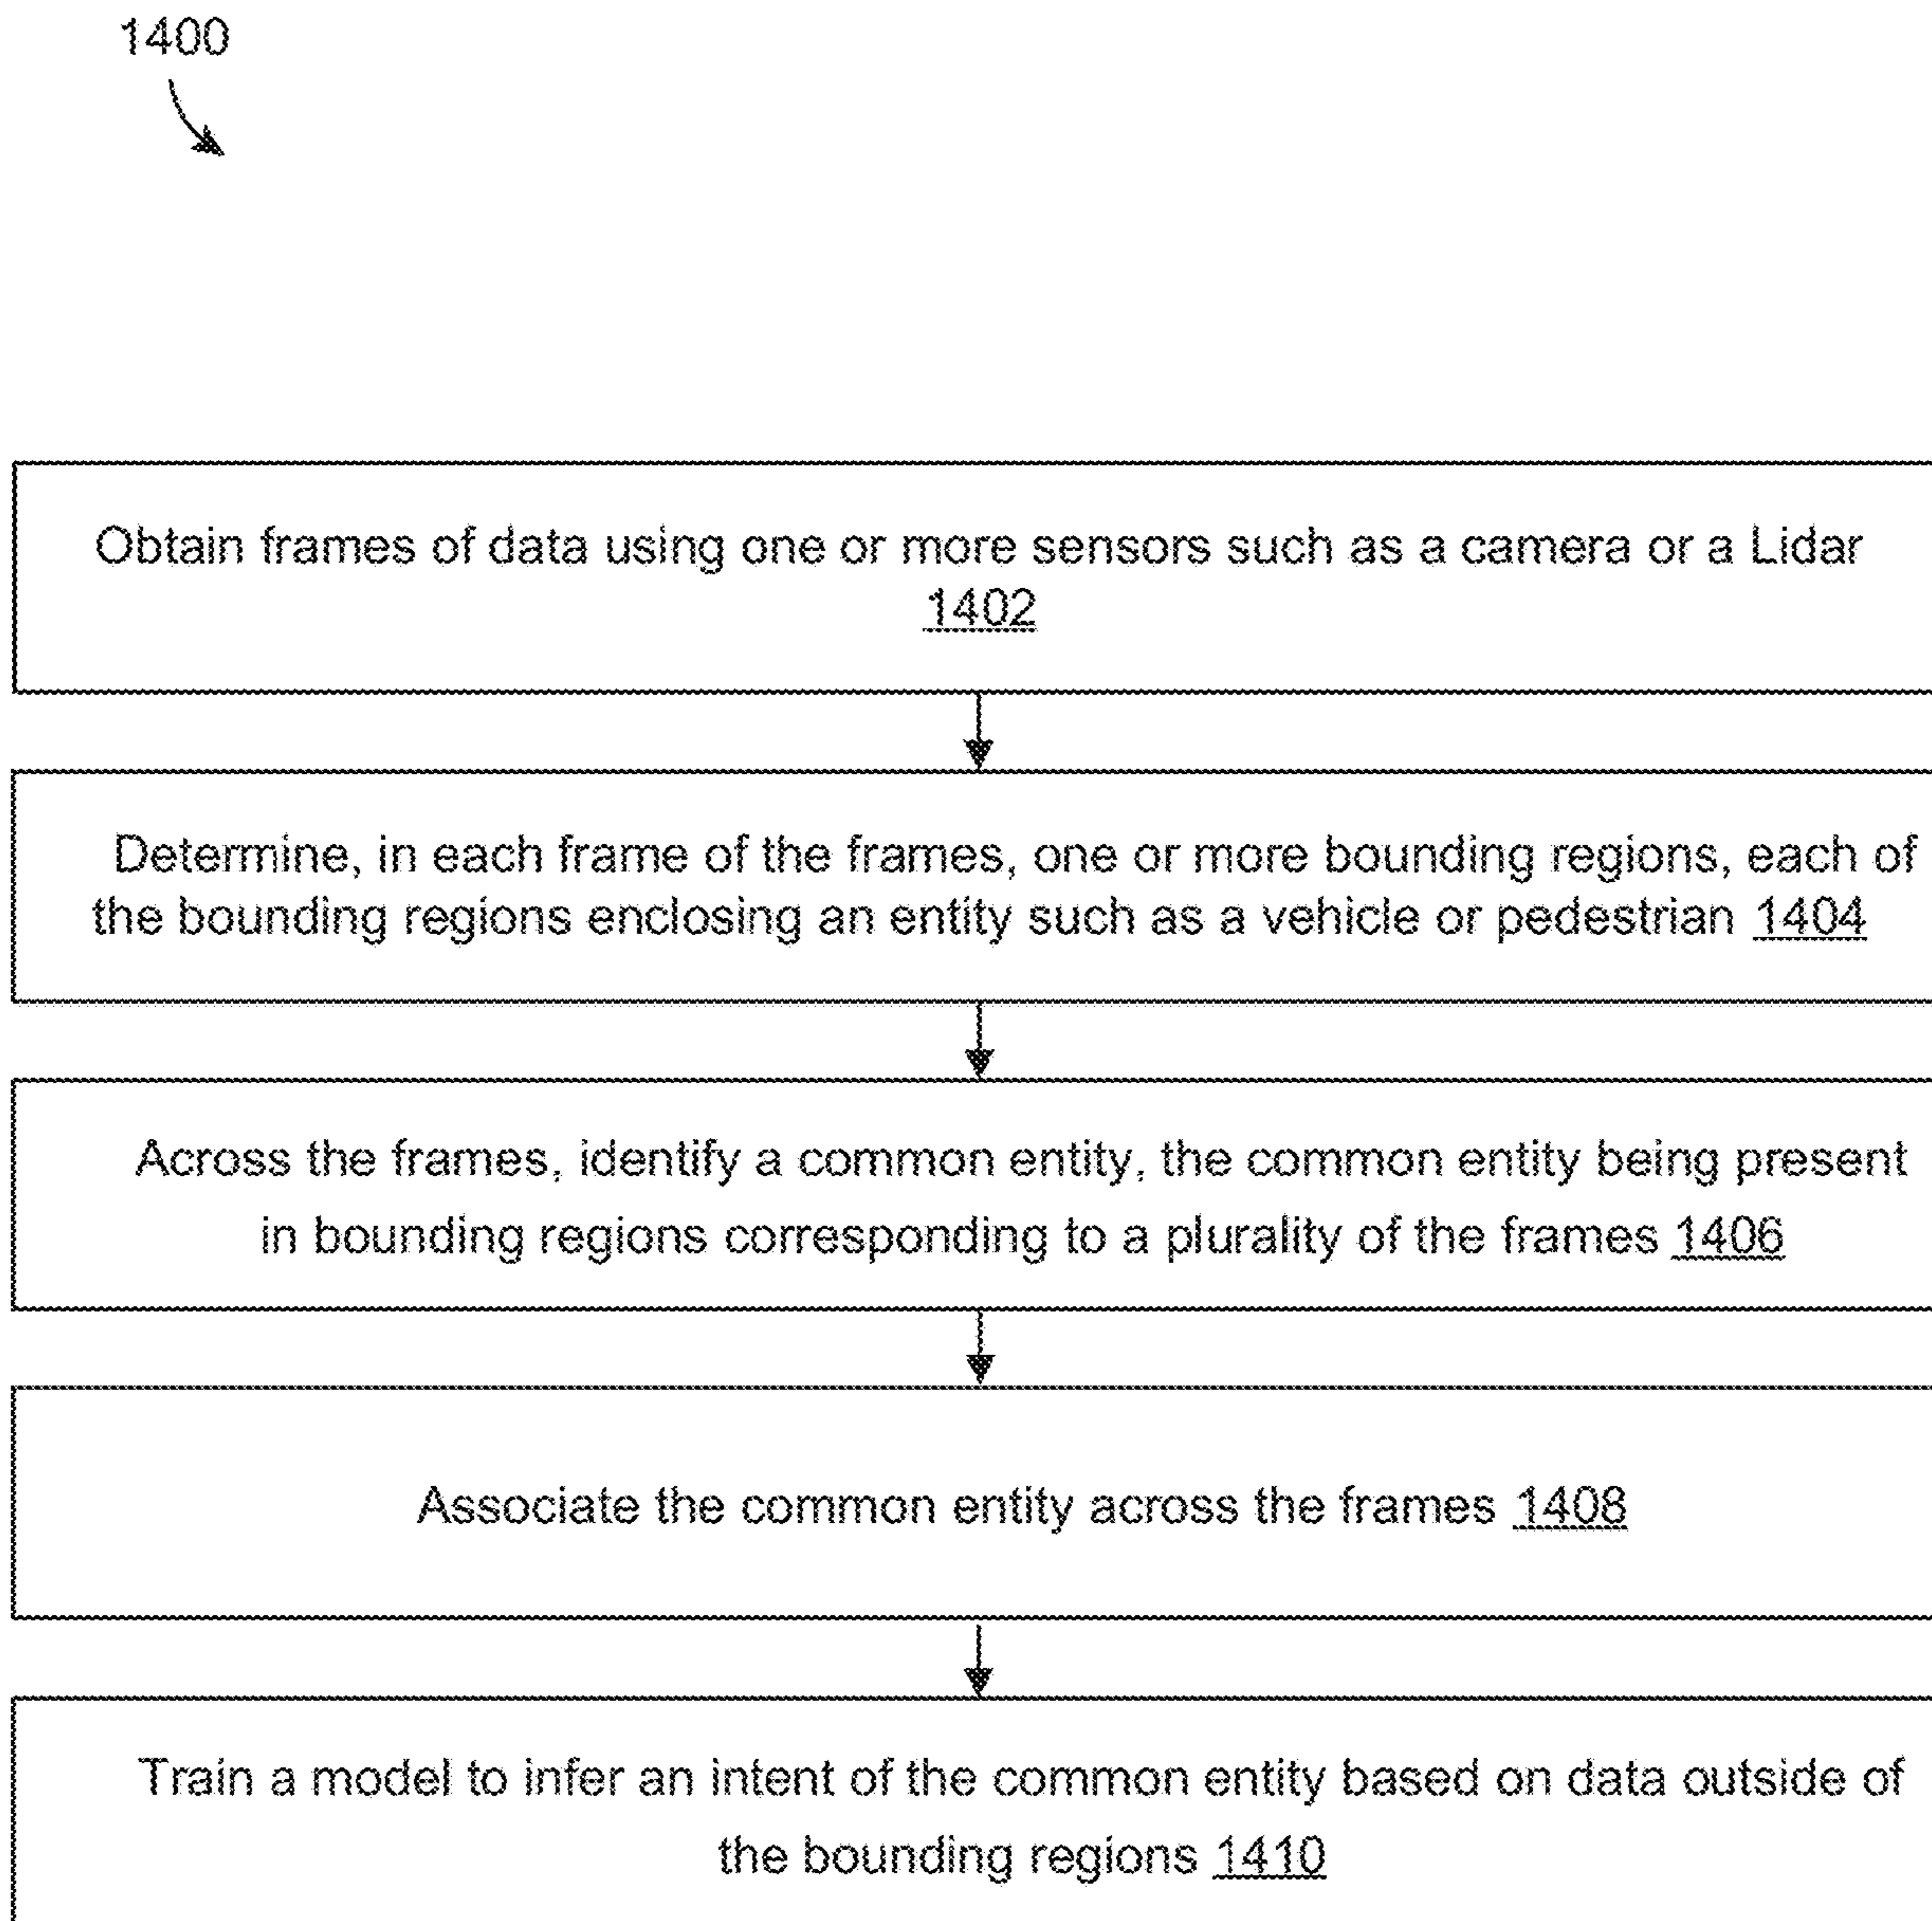 1400
Obtain frames of data using one or more sensors such as a camera or a Lidar
1402
Determine, in each frame of the frames, one or more bounding regions, each of
the bounding regions enclosing an entity such as a vehicle or pedestrian 1404
Across the frames, identify a common entity, the common entity being present
in bounding regions corresponding to a plurality of the frames 1406
Associate the common entity across the frames 1408
Train a model to infer an intent of the common entity based on data outside of
the bounding regions 1410